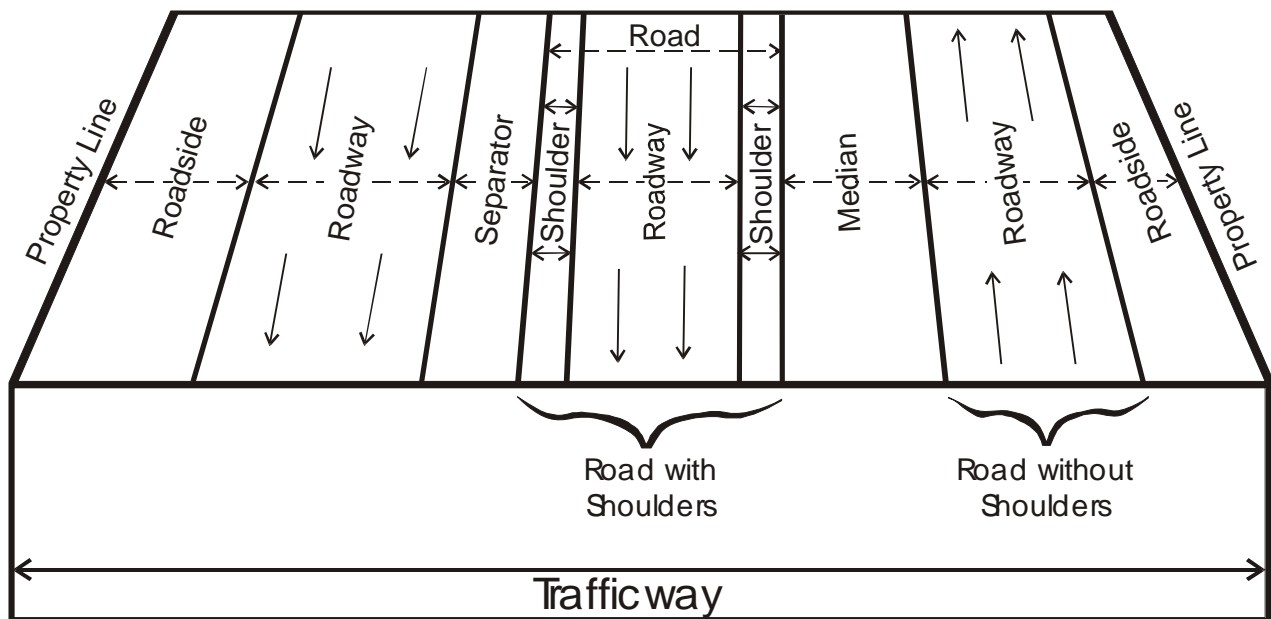 Road
Property Line
Roadside
Roadway
Separator
Shoulder
Roadway
Shoulder
Median
Roadway
Roadside
Property Line
Road with
Shoulders
Road without
Shoulders
Trafficway